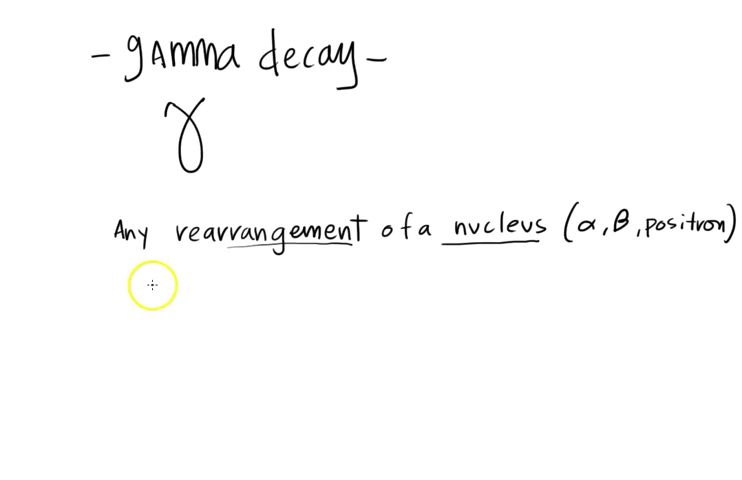 - gamma decay -
γ
Any rearrangement of a nucleus (α, β, positron)